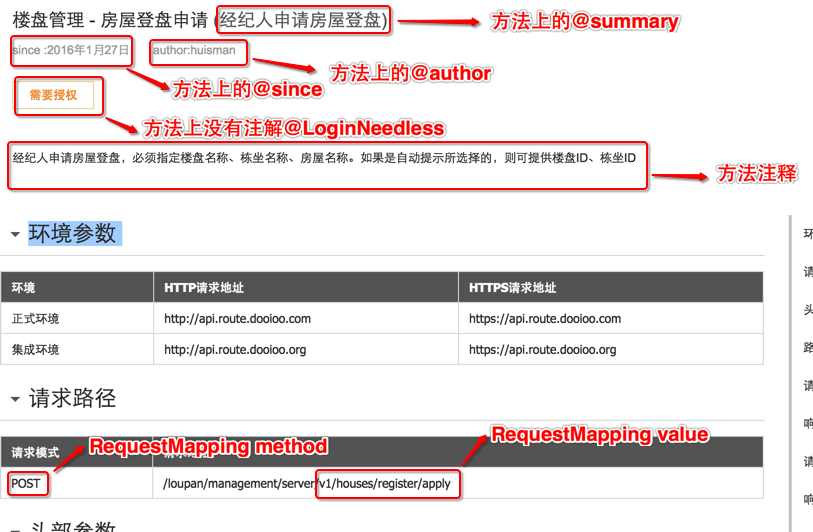 楼盘管理 - 房屋登盘申请 (经纪人申请房屋登盘)
方法上的@summary
since :2016年1月27日
author:huisman
方法上的@author
方法上的@since
需要授权
方法上没有注解@LoginNeedless
经纪人申请房屋登盘，必须指定楼盘名称、栋坐名称、房屋名称。如果是自动提示所选择的，则可提供楼盘ID、栋坐ID
方法注释
环境参数
环境 HTTP请求地址 HTTPS请求地址
正式环境 http://api.route.dooioo.com https://api.route.dooioo.com
集成环境 http://api.route.dooioo.org https://api.route.dooioo.org
请求路径
RequestMapping method
RequestMapping value
请求模式
POST /loupan/management/server/v1/houses/register/apply
头部参数
环
请
头
路
请
响
请
响